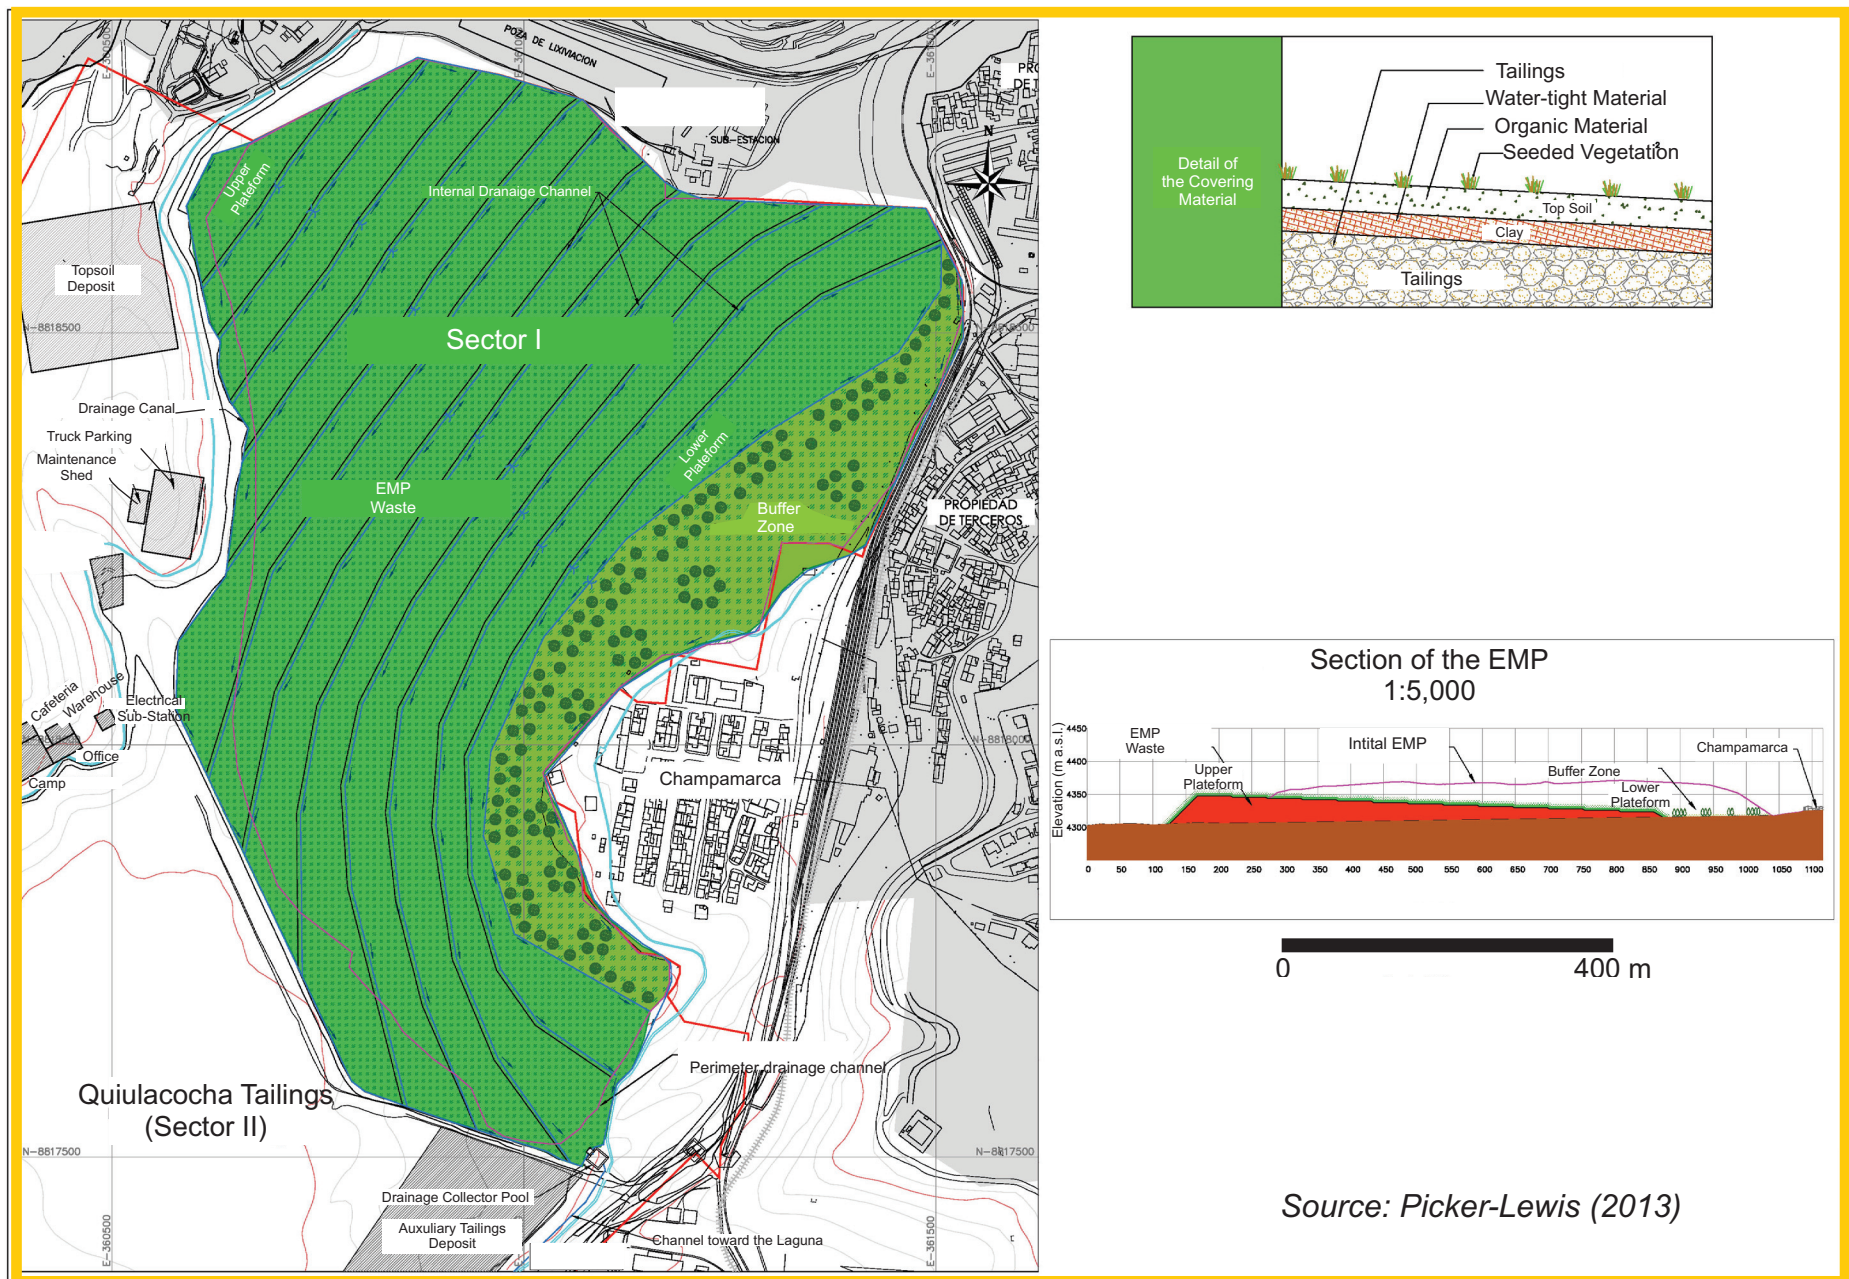 POZA DE LIXIVIACION
SUB-ESTACION
N
Upper
Plateform
Internal Dranaige Channel
Topsoil
Deposit
N-8818500
Sector I
Drainage Canal
Truck Parking
Maintenance
Shed
EMP
Waste
Lower
Plateform
Buffer
Zone
PROPIEDAD
DE TERCEROS
Cafeteria
Warehouse
Electrical
Sub-Station
Office
Camp
N-8818000
Champamarca
Perimeter drainage channel
Quiulacocha Tailings
(Sector II)
N-8817500
N-8817500
Drainage Collector Pool
Auxuliary Tailings
Deposit
Channel toward the Laguna
E-360500
E-361500
Detail of
the Covering
Material
Tailings
Water-tight Material
Organic Material
Seeded Vegetation
Top Soil
Clay
Tailings
Section of the EMP
1:5,000
Elevation (m a.s.l.)
4450
4400
4350
4300
EMP
Waste
Upper
Plateform
Intital EMP
Buffer Zone
Lower
Plateform
Champamarca
0 50 100 150 200 250 300 350 400 450 500 550 600 650 700 750 800 850 900 950 1000 1050 1100
0 400 m
Source: Picker-Lewis (2013)